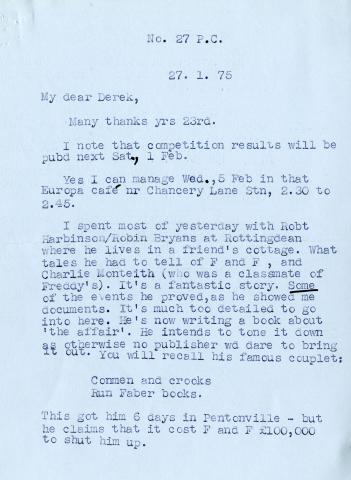 No. 27 P.C.
27. 1. 75
My dear Derek,
Many thanks yrs 23rd.
I note that competition results will be
pubd next Sat., 1 Feb.
Yes I can manage Wed., 5 Feb in that
Europa café nr Chancery Lane Stn, 2.30 to
2.45.
I spent most of yesterday with Robt
Harbinson/Robin Bryans at Rottingdean
where he lives in a friend's cottage. What
tales he had to tell of F and F , and
Charlie Monteith (who was a classmate of
Freddy's). It's a fantastic story. Some
of the events he proved, as he showed me
documents. It's much too detailed to go
into here. He's now writing a book about
'the affair'. He intends to tone it down
as otherwise no publisher wd dare to bring
it out. You will recall his famous couplet:
Conmen and crooks
Run Faber books.
This got him 6 days in Pentonville - but
he claims that it cost F and F £100,000
to shut him up.